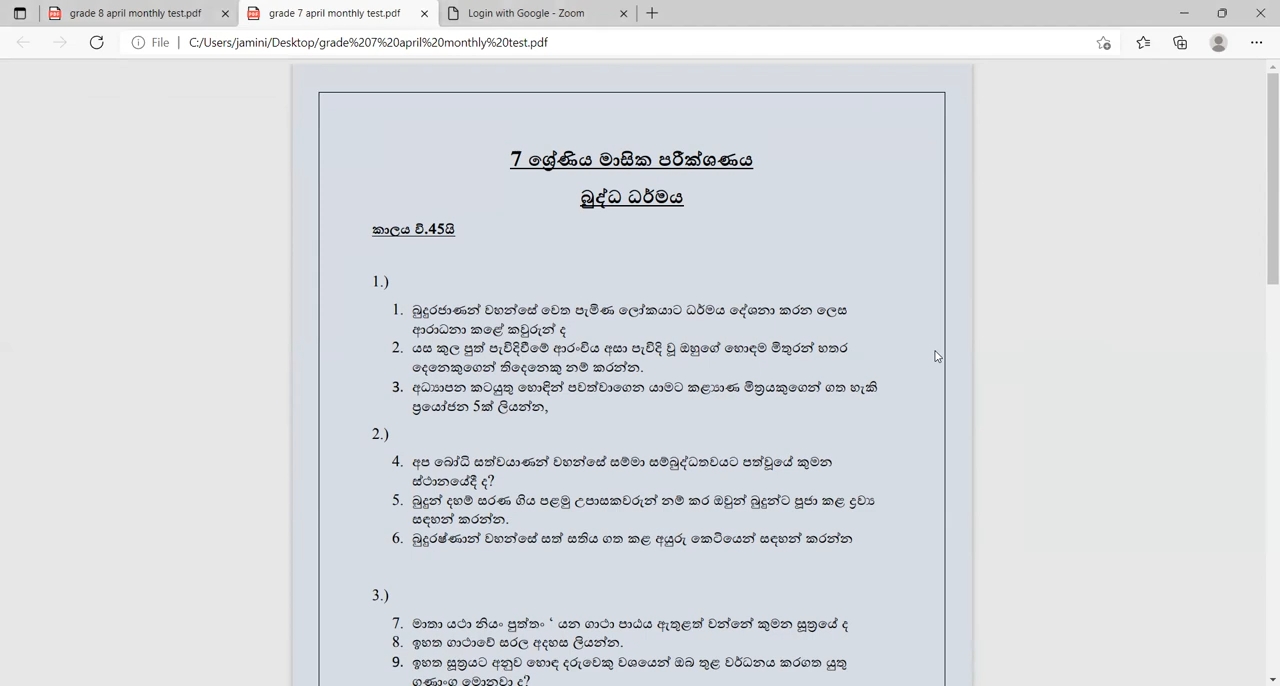 grade 8 april monthly test.pdf
grade 7 april monthly test.pdf
Login with Google - Zoom
File
C:/Users/jamini/Desktop/grade%207%20april%20monthly%20test.pdf
7 ශ්‍රේණිය මාසික පරීක්ශණය
බුද්ධ ධර්මය
කාලය වි.45යි
1.)
1. බුදුරජාණන් වහන්සේ වෙත පැමිණ ලෝකයාට ධර්මය දේශනා කරන ලෙස
ආරාධනා කළේ කවුරුන් ද
2. යස කුල පුත් පැවිදිවීමේ ආරංචිය අසා පැවිදි වූ ඔහුගේ හොඳම මිතුරන් හතර
දෙනෙකුගෙන් තිදෙනෙකු නම් කරන්න.
3. අධ්‍යාපන කටයුතු හොඳින් පවත්වාගෙන යාමට කළ්‍යාණ මිත්‍රයකුගෙන් ගත හැකි
ප්‍රයෝජන 5ක් ලියන්න,
2.)
4. අප බෝධි සත්වයාණන් වහන්සේ සම්මා සම්බුද්ධතවයට පත්වූයේ කුමන
ස්ථානයේදී ද?
5. බුදුන් දහම් සරණ ගිය පළමු උපාසකවරුන් නම් කර ඔවුන් බුදුන්ට පූජා කළ ද්‍රව්‍ය
සඳහන් කරන්න.
6. බුදුරෂ්ණාන් වහන්සේ සත් සතිය ගත කළ අයුරු කෙටියෙන් සඳහන් කරන්න
3.)
7. මාතා යථා නියං පුත්තං ‘ යන ගාථා පාඨය ඇතුළත් වන්නේ කුමන සූත්‍රයේ ද
8. ඉහත ගාථාවේ සරල අදහස ලියන්න.
9. ඉහත සූත්‍රයට අනුව හොඳ දරුවෙකු වශයෙන් ඔබ තුළ වර්ධනය කරගත යුතු
ගුණාංග මොනවා ද?